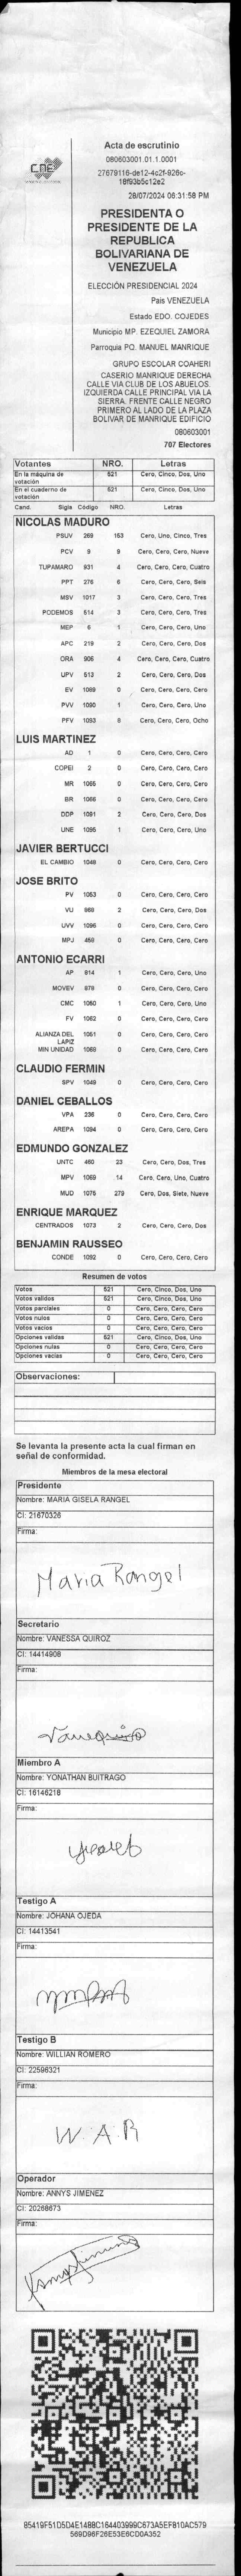 CNE
Acta de escrutinio
080603001.01.1.0001
28/07/2024 06:31:58 PM
PRESIDENTA O
PRESIDENTE DE LA
REPUBLICA
BOLIVARIANA DE
VENEZUELA
ELECCIÓN PRESIDENCIAL 2024
Pais VENEZUELA
Estado EDO. COJEDES
Municipio MP. EZEQUIEL ZAMORA
Parroquia PQ. MANUEL MANRIQUE
GRUPO ESCOLAR COAHERI
CASERIO MANRIQUE DERECHA
CALLE VIA CLUB DE LOS ABUELOS.
IZQUIERDA CALLE PRINCIPAL VIA LA
SIERRA. FRENTE CALLE NEGRO
PRIMERO AL LADO DE LA PLAZA
BOLIVAR DE MANRIQUE EDIFICIO
080603001
707 Electores
Votantes NRO. Letras
En la máquina de votación 521 Cero, Cinco, Dos, Uno
En el cuaderno de votación 521 Cero, Cinco, Dos, Uno
Cand. Sigla Código NRO. Letras
NICOLAS MADURO
PSUV 269 153 Cero, Uno, Cinco, Tres
PCV 9 9 Cero, Cero, Cero, Nueve
TUPAMARO 931 4 Cero, Cero, Cero, Cuatro
PPT 276 6 Cero, Cero, Cero, Seis
MSV 1017 3 Cero, Cero, Cero, Tres
PODEMOS 514 3 Cero, Cero, Cero, Tres
MEP 6 1 Cero, Cero, Cero, Uno
APC 219 2 Cero, Cero, Cero, Dos
ORA 906 4 Cero, Cero, Cero, Cuatro
UPV 513 2 Cero, Cero, Cero, Dos
EV 1089 0 Cero, Cero, Cero, Cero
PVV 1090 1 Cero, Cero, Cero, Uno
PFV 1093 8 Cero, Cero, Cero, Ocho
LUIS MARTINEZ
AD 1 0 Cero, Cero, Cero, Cero
COPEI 2 0 Cero, Cero, Cero, Cero
MR 1065 0 Cero, Cero, Cero, Cero
BR 1066 0 Cero, Cero, Cero, Cero
DDP 1091 2 Cero, Cero, Cero, Dos
UNE 1095 1 Cero, Cero, Cero, Uno
JAVIER BERTUCCI
EL CAMBIO 1048 0 Cero, Cero, Cero, Cero
JOSE BRITO
PV 1053 0 Cero, Cero, Cero, Cero
VU 969 2 Cero, Cero, Cero, Dos
UVV 1096 0 Cero, Cero, Cero, Cero
MPJ 459 0 Cero, Cero, Cero, Cero
ANTONIO ECARRI
AP 814 1 Cero, Cero, Cero, Uno
MOVEV 978 0 Cero, Cero, Cero, Cero
CMC 1060 1 Cero, Cero, Cero, Uno
FV 1062 0 Cero, Cero, Cero, Cero
ALIANZA DEL LAPIZ 1051 0 Cero, Cero, Cero, Cero
MIN UNIDAD 1068 0 Cero, Cero, Cero, Cero
CLAUDIO FERMIN
SPV 1049 0 Cero, Cero, Cero, Cero
DANIEL CEBALLOS
VPA 236 0 Cero, Cero, Cero, Cero
AREPA 1094 0 Cero, Cero, Cero, Cero
EDMUNDO GONZALEZ
UNTC 460 23 Cero, Cero, Dos, Tres
MPV 1069 14 Cero, Cero, Uno, Cuatro
MUD 1075 279 Cero, Dos, Siete, Nueve
ENRIQUE MARQUEZ
CENTRADOS 1073 2 Cero, Cero, Cero, Dos
BENJAMIN RAUSSEO
CONDE 1092 0 Cero, Cero, Cero, Cero
Resumen de votos
Votos 521 Cero, Cinco, Dos, Uno
Votos validos 521 Cero, Cinco, Dos, Uno
Votos parciales 0 Cero, Cero, Cero, Cero
Votos nulos 0 Cero, Cero, Cero, Cero
Votos vacios 0 Cero, Cero, Cero, Cero
Opciones validas 521 Cero, Cinco, Dos, Uno
Opciones nulas 0 Cero, Cero, Cero, Cero
Opciones vacias 0 Cero, Cero, Cero, Cero
Observaciones:
Se levanta la presente acta la cual firman en
señal de conformidad.
Miembros de la mesa electoral
Presidente
Nombre: MARIA GISELA RANGEL
CI: 21670326
Firma:
Maria Rangel
Secretario
Nombre: VANESSA QUIROZ
CI: 14414908
Firma:
Miembro A
Nombre: YONATHAN BUITRAGO
CI: 16146218
Firma:
Testigo A
Nombre: JOHANA OJEDA
CI: 14413541
Firma:
Testigo B
Nombre: WILLIAN ROMERO
CI: 22596321
Firma:
W. A. R
Operador
Nombre: ANNYS JIMENEZ
CI: 20268673
Firma: